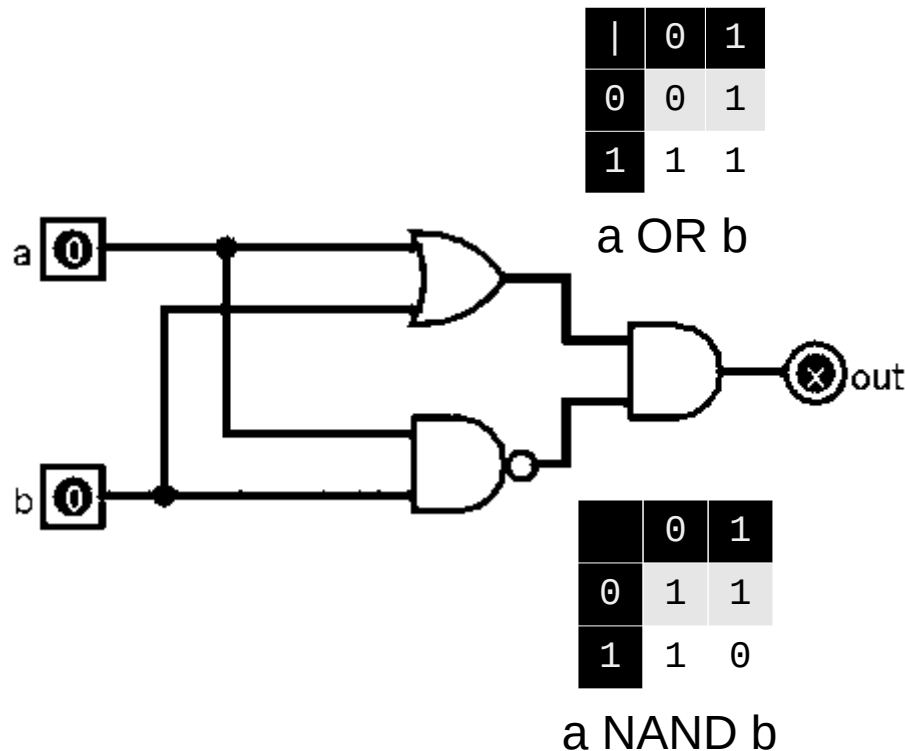 | 0 1
0 0 1
1 1 1
a OR b
a 0
x out
b 0
0 1
0 1 1
1 1 0
a NAND b